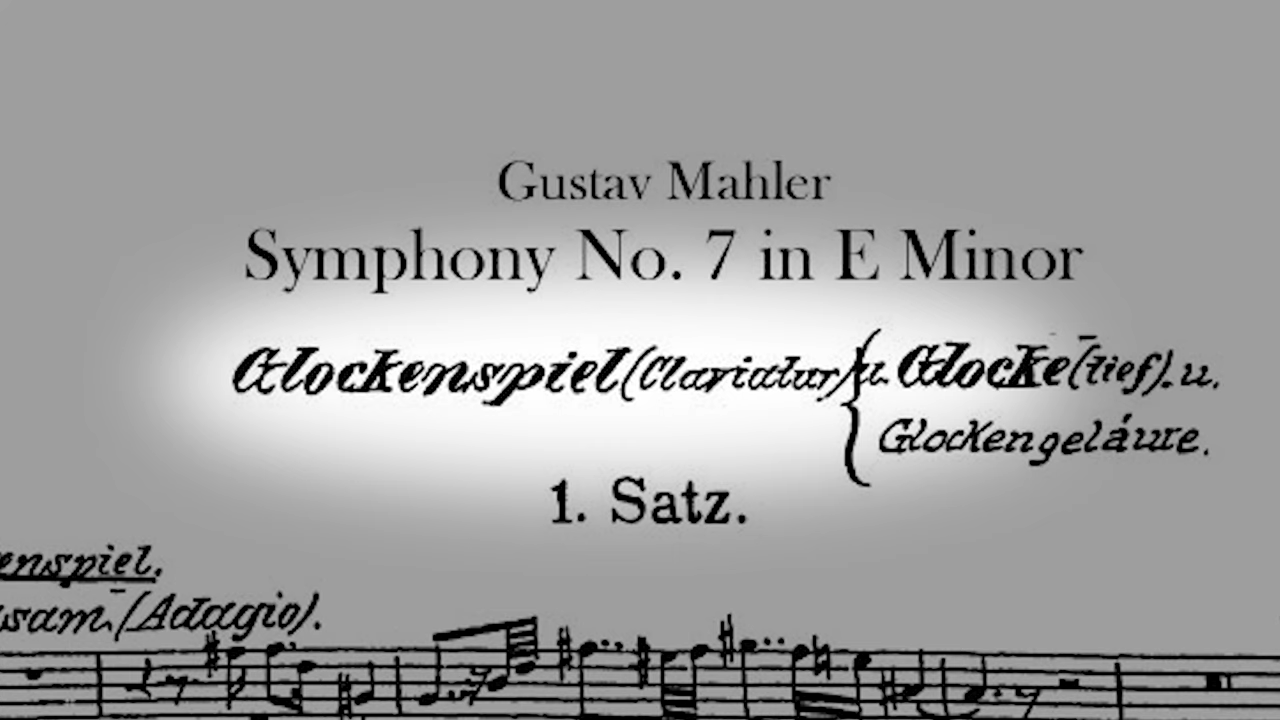 Gustav Mahler
Symphony No. 7 in E Minor
Glockenspiel (Claviatur) u. Glocke (tief). u.
Glockengeläute.
1. Satz.
enspiel.
sam. (Adagio).